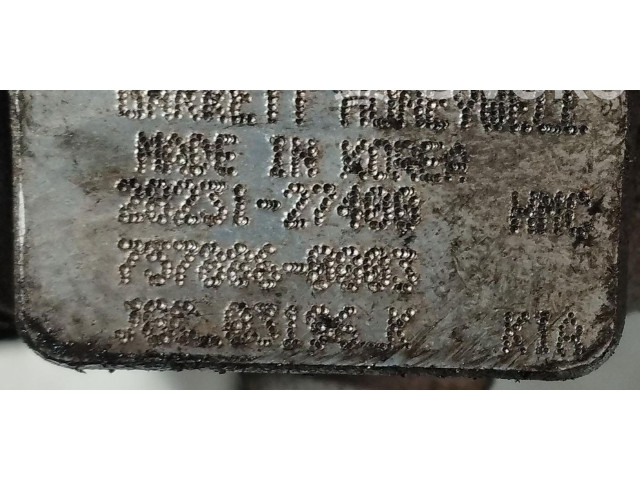 GARRETT HONEYWELL
MADE IN KOREA
28231-27400 HMC
757886-0003
KIA